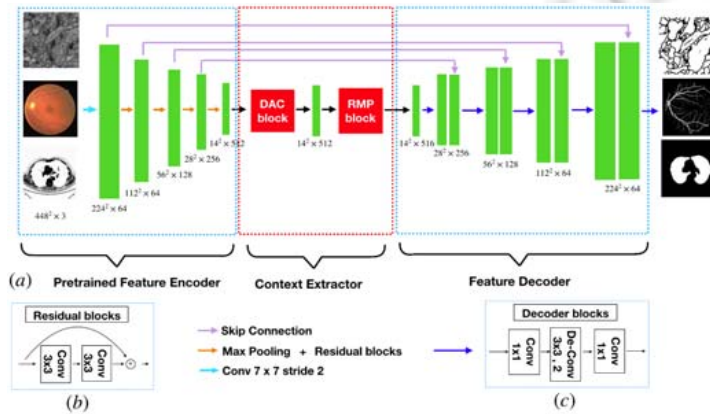 DAC
block
RMP
block
14² × 512
14² × 512
14² × 516
28² × 256
28² × 256
56² × 128
56² × 128
112² × 64
112² × 64
448² × 3
224² × 64
224² × 64
(a)
Pretrained Feature Encoder
Context Extractor
Feature Decoder
Residual blocks
Conv
3x3
Conv
3x3
+
(b)
Skip Connection
Max Pooling + Residual blocks
Conv 7 x 7 stride 2
Decoder blocks
Conv
1x1
De-Conv
3x3 , 2
Conv
1x1
(c)